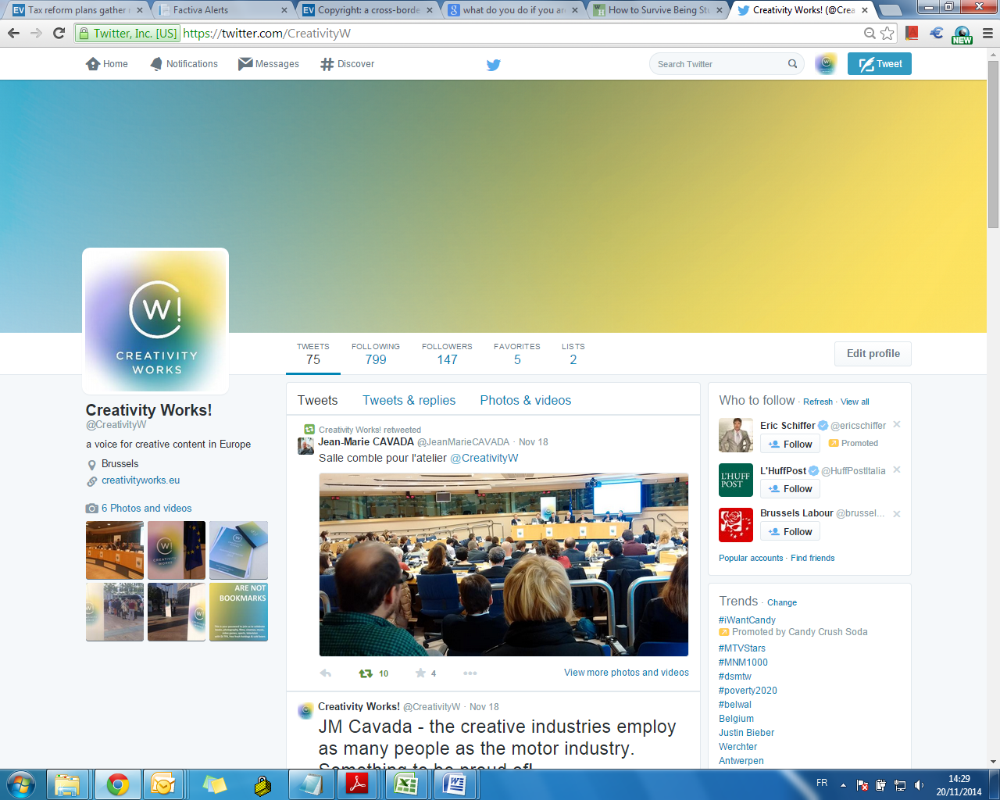 Tax reform plans gather
Factiva Alerts
Copyright: a cross-borde
what do you do if you ar
How to Survive Being Stu
Creativity Works! (@Crea
Twitter, Inc. [US] https://twitter.com/CreativityW
NEW
Home
Notifications
Messages
Discover
Search Twitter
Tweet
W!
CREATIVITY
WORKS
TWEETS
75
FOLLOWING
799
FOLLOWERS
147
FAVORITES
5
LISTS
2
Edit profile
Creativity Works!
@CreativityW
a voice for creative content in Europe
Brussels
creativityworks.eu
6 Photos and videos
CREATIVITY
ARE NOT
BOOKMARKS
Tweets
Tweets & replies
Photos & videos
Creativity Works! retweeted
Jean-Marie CAVADA @JeanMarieCAVADA · Nov 18
Salle comble pour l'atelier @CreativityW
10
4
View more photos and videos
Creativity Works! @CreativityW · Nov 18
JM Cavada - the creative industries employ
as many people as the motor industry.
Something to be proud of!
Who to follow · Refresh · View all
Eric Schiffer @ericschiffer
Follow
Promoted
L'HUFF
POST
L'HuffPost @HuffPostItalia
Follow
Brussels Labour @brussel...
Follow
Popular accounts · Find friends
Trends · Change
#iWantCandy
Promoted by Candy Crush Soda
#MTVStars
#MNM1000
#dsmtw
#poverty2020
#belwal
Belgium
Justin Bieber
Werchter
Antwerpen
FR
14:29
20/11/2014